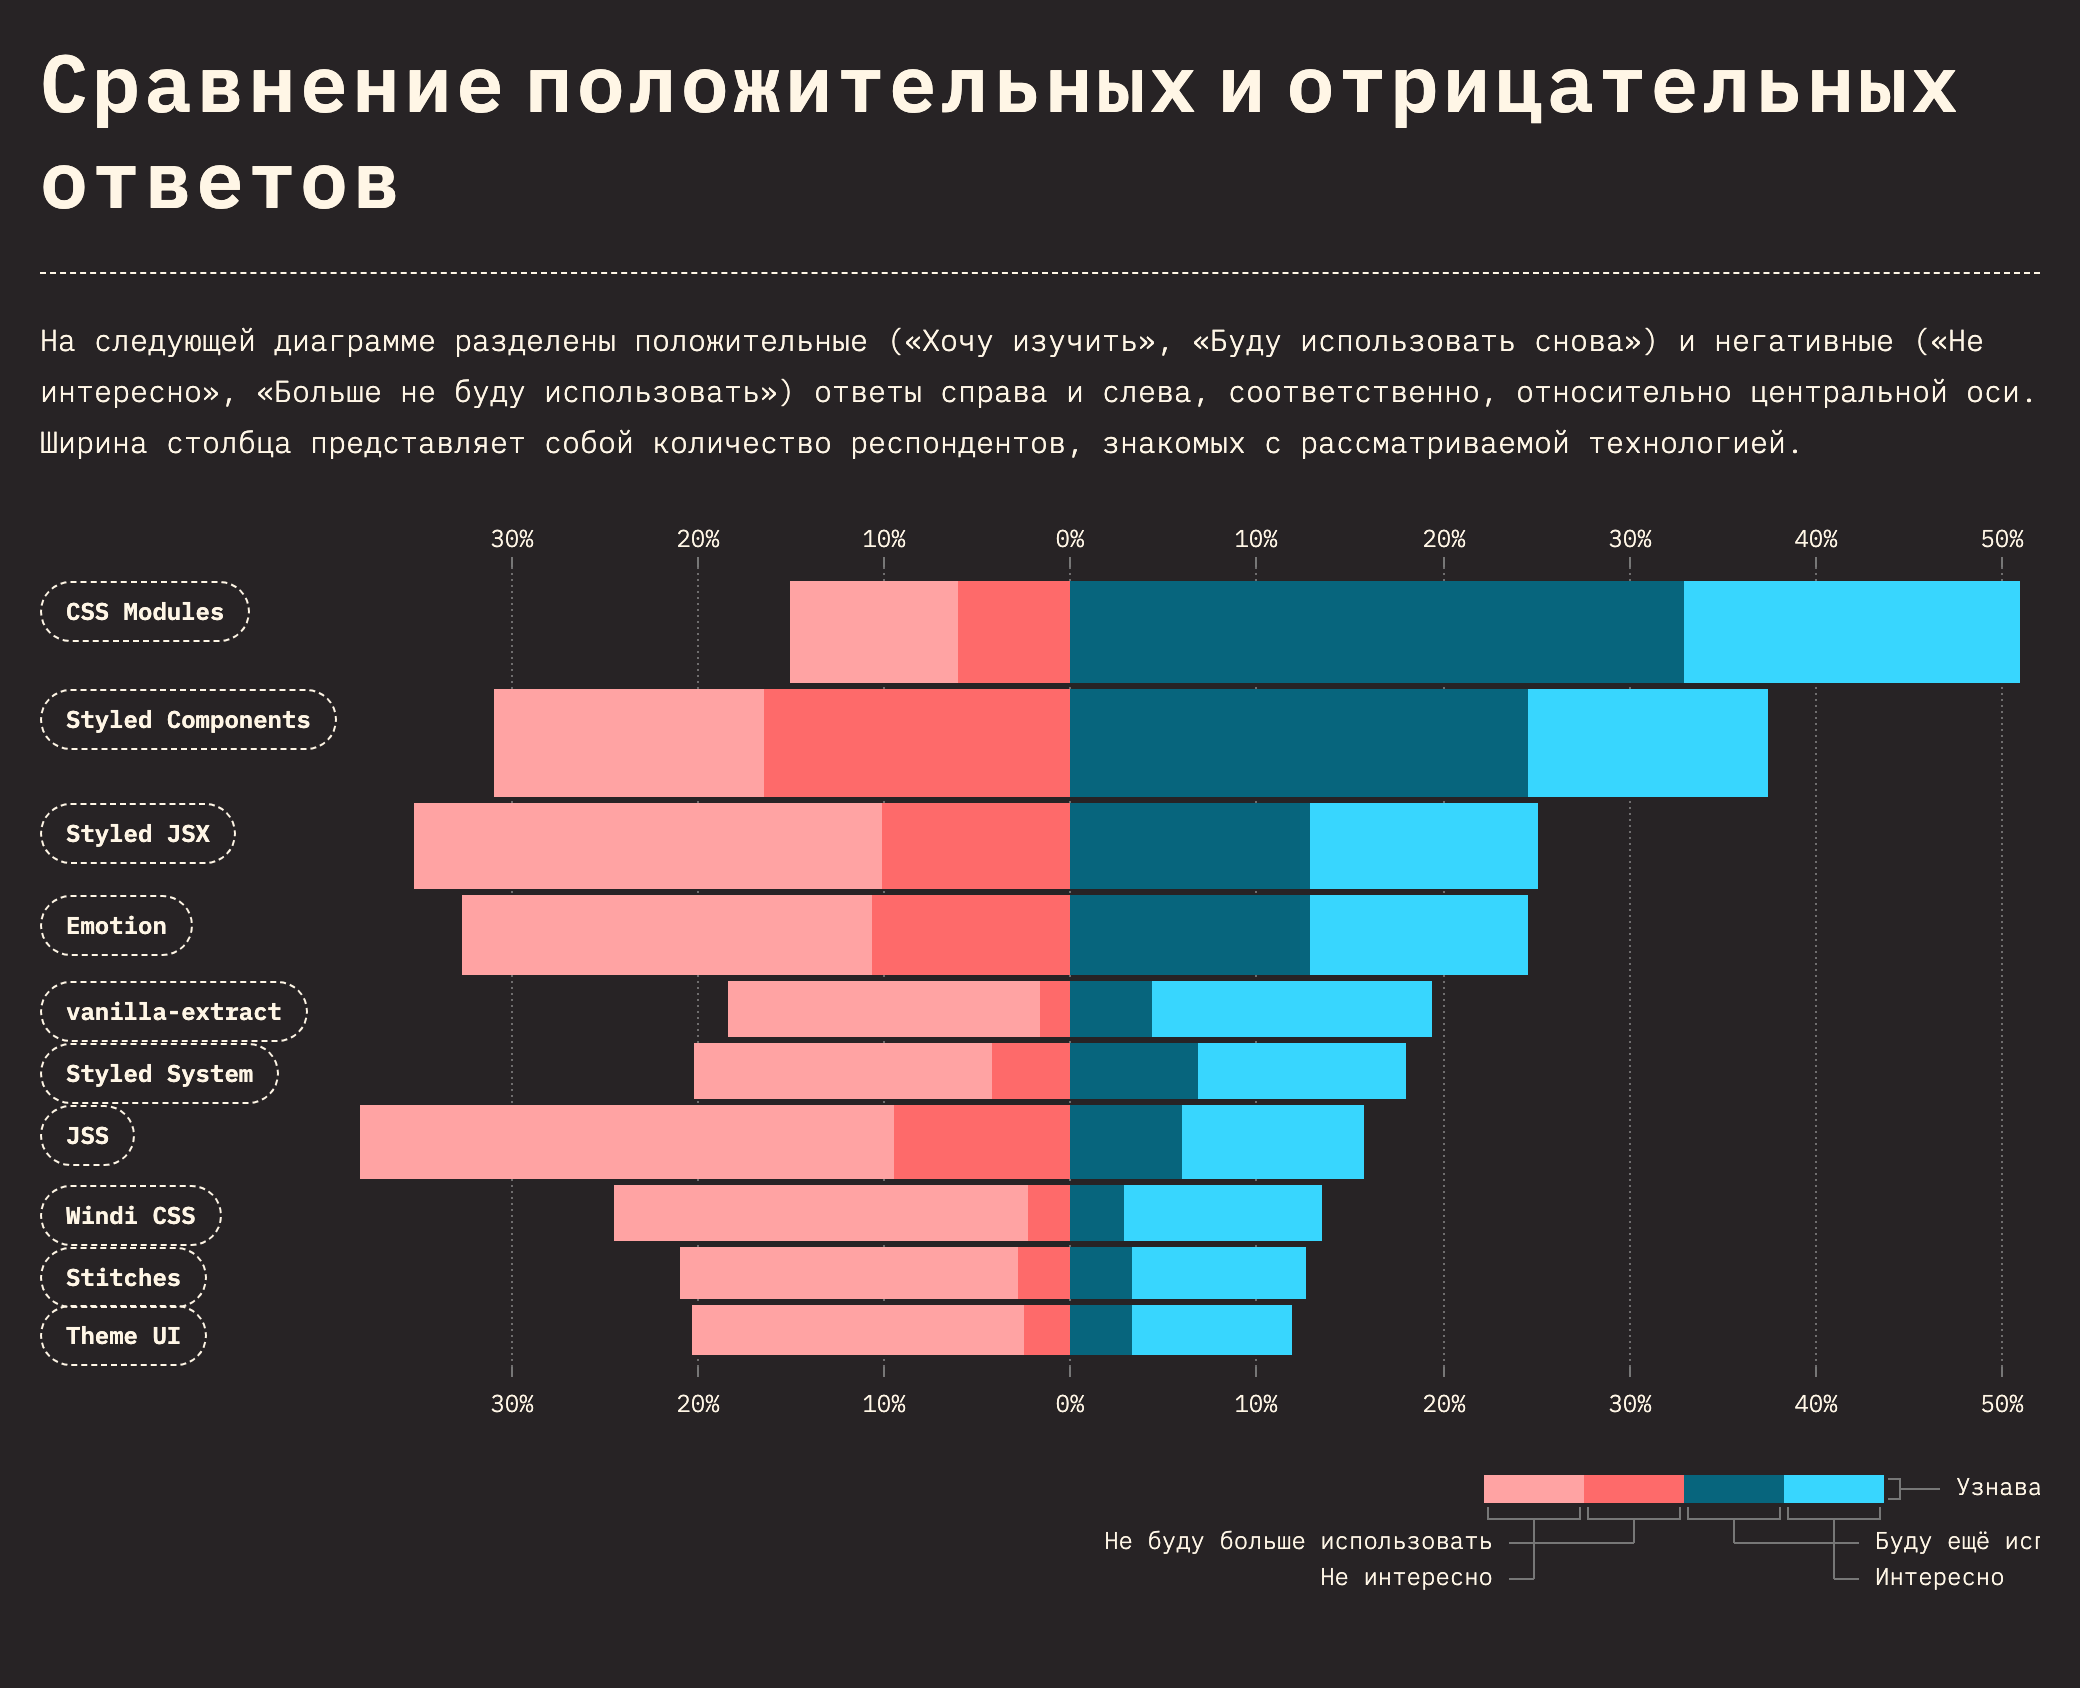 Сравнение положительных и отрицательных
ответов
На следующей диаграмме разделены положительные («Хочу изучить», «Буду использовать снова») и негативные («Не
интересно», «Больше не буду использовать») ответы справа и слева, соответственно, относительно центральной оси.
Ширина столбца представляет собой количество респондентов, знакомых с рассматриваемой технологией.
30% 20% 10% 0% 10% 20% 30% 40% 50%
CSS Modules
Styled Components
Styled JSX
Emotion
vanilla-extract
Styled System
JSS
Windi CSS
Stitches
Theme UI
30% 20% 10% 0% 10% 20% 30% 40% 50%
Узнава
Не буду больше использовать
Буду ещё
Не интересно
Интересно